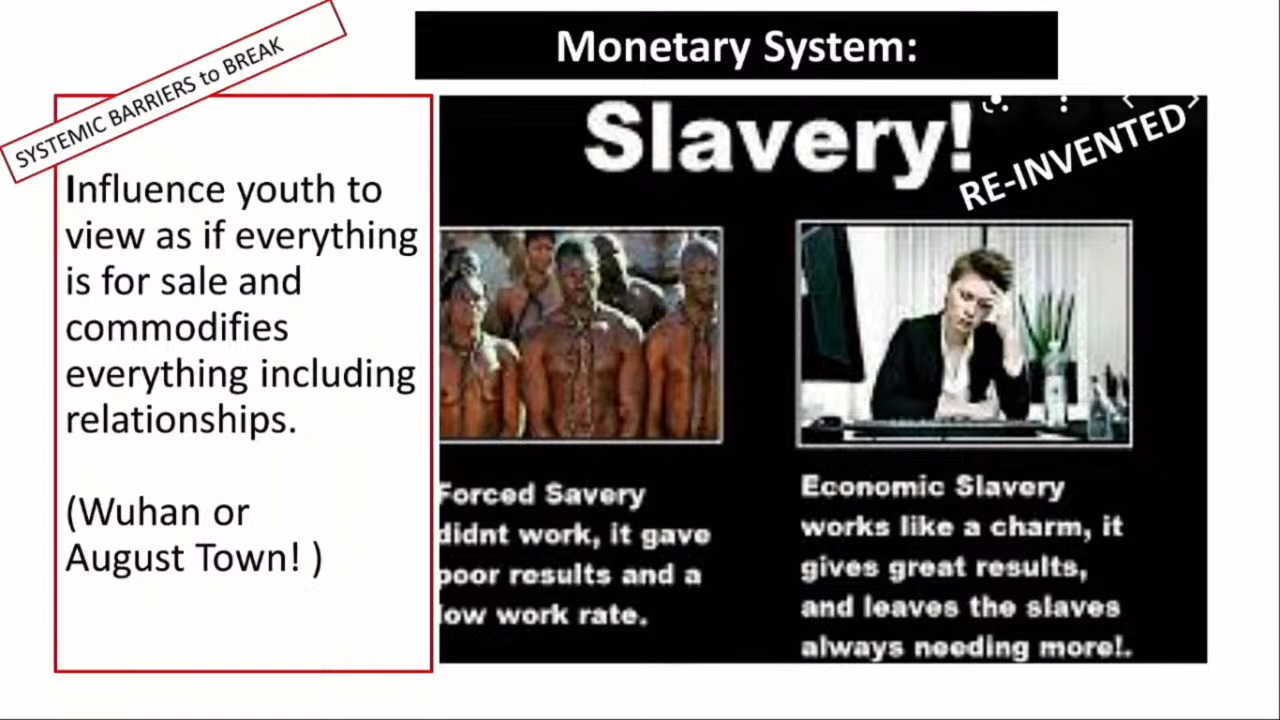 SYSTEMIC BARRIERS to BREAK
Monetary System:
Influence youth to
view as if everything
is for sale and
commodifies
everything including
relationships.
(Wuhan or
August Town! )
Slavery!
RE-INVENTED
Forced Savery
didnt work, it gave
poor results and a
low work rate.
Economic Slavery
works like a charm, it
gives great results,
and leaves the slaves
always needing more!.